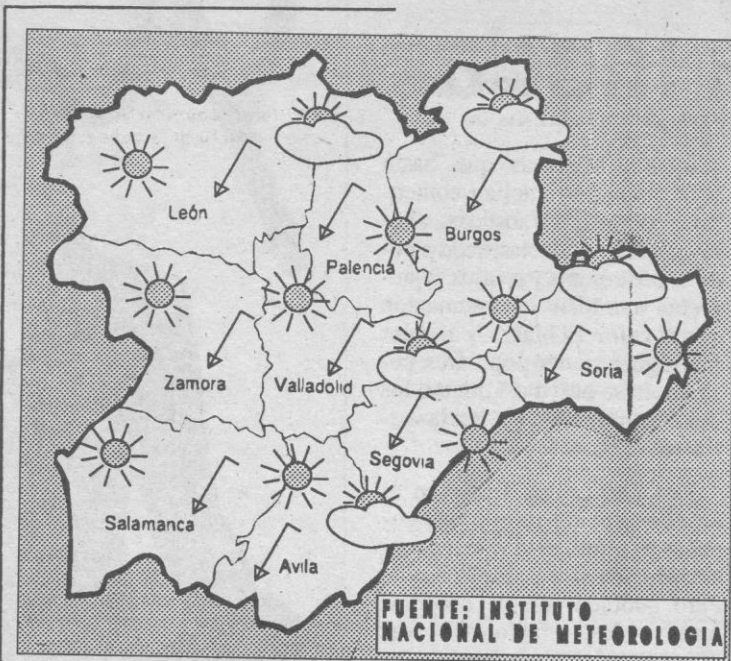 León
Burgos
Palencia
Soria
Zamora
Valladolid
Segovia
Salamanca
Avila
FUENTE: INSTITUTO
NACIONAL DE METEOROLOGIA